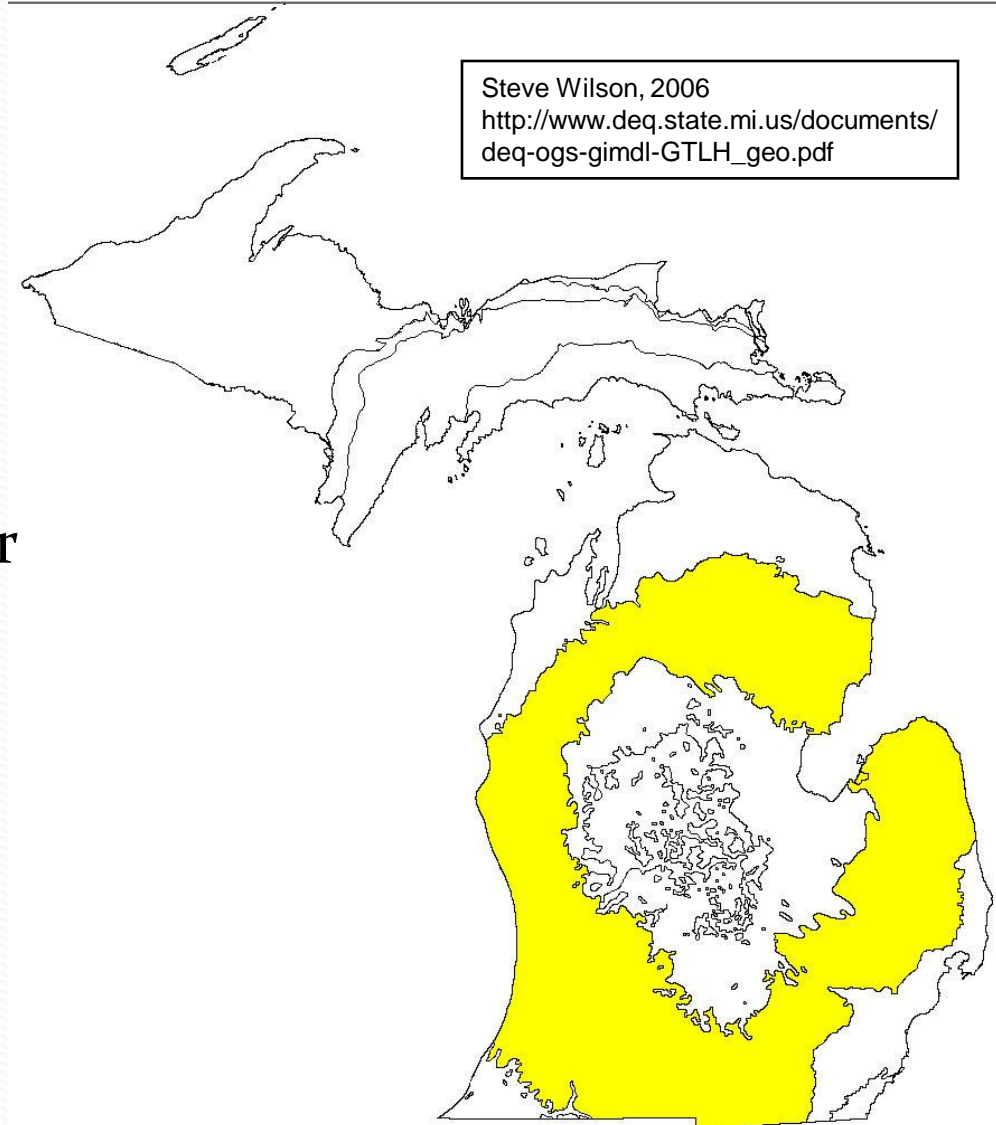 Steve Wilson, 2006
http://www.deq.state.mi.us/documents/
deq-ogs-gimdl-GTLH_geo.pdf
r